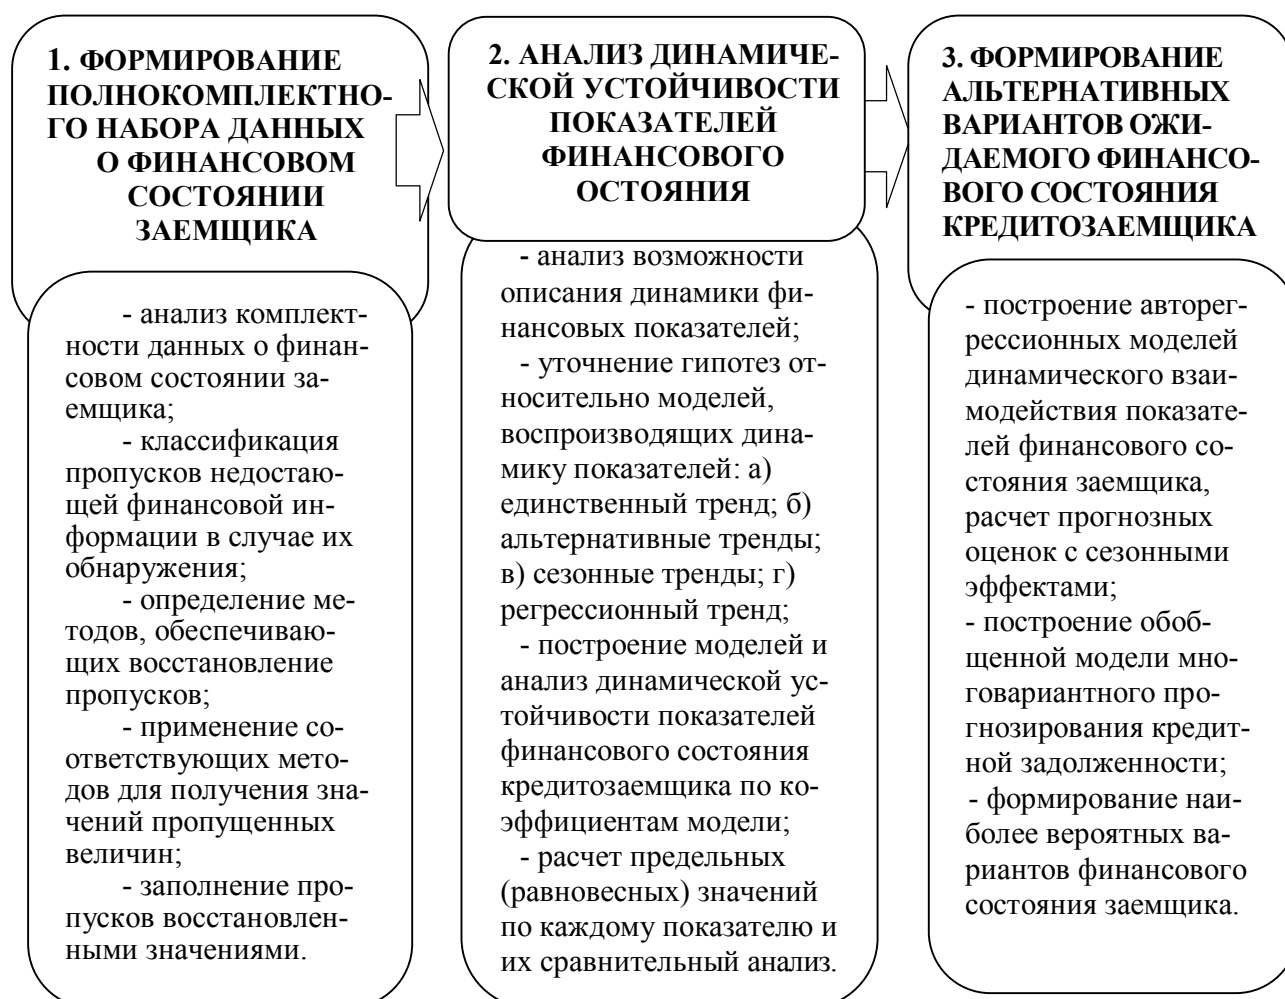 1. ФОРМИРОВАНИЕ
ПОЛНОКОМПЛЕКТНО-
ГО НАБОРА ДАННЫХ
О ФИНАНСОВОМ
СОСТОЯНИИ
ЗАЕМЩИКА
- анализ комплект-
ности данных о финан-
совом состоянии за-
емщика;
- классификация
пропусков недостаю-
щей финансовой ин-
формации в случае их
обнаружения;
- определение ме-
тодов, обеспечиваю-
щих восстановление
пропусков;
- применение со-
ответствующих мето-
дов для получения зна-
чений пропущенных
величин;
- заполнение про-
пусков восстановлен-
ными значениями.
2. АНАЛИЗ ДИНАМИЧЕ-
СКОЙ УСТОЙЧИВОСТИ
ПОКАЗАТЕЛЕЙ
ФИНАНСОВОГО
ОСТОЯНИЯ
- анализ возможности
описания динамики фи-
нансовых показателей;
- уточнение гипотез от-
носительно моделей,
воспроизводящих дина-
мику показателей: а)
единственный тренд; б)
альтернативные тренды;
в) сезонные тренды; г)
регрессионный тренд;
- построение моделей и
анализ динамической ус-
тойчивости показателей
финансового состояния
кредитозаемщика по ко-
эффициентам модели;
- расчет предельных
(равновесных) значений
по каждому показателю и
их сравнительный анализ.
3. ФОРМИРОВАНИЕ
АЛЬТЕРНАТИВНЫХ
ВАРИАНТОВ ОЖИ-
ДАЕМОГО ФИНАНСО-
ВОГО СОСТОЯНИЯ
КРЕДИТОЗАЕМЩИКА
- построение авторег-
рессионных моделей
динамического взаи-
модействия показате-
лей финансового со-
стояния заемщика,
расчет прогнозных
оценок с сезонными
эффектами;
- построение обоб-
щенной модели мно-
говариантного про-
гнозирования кредит-
ной задолженности;
- формирование наи-
более вероятных ва-
риантов финансового
состояния заемщика.